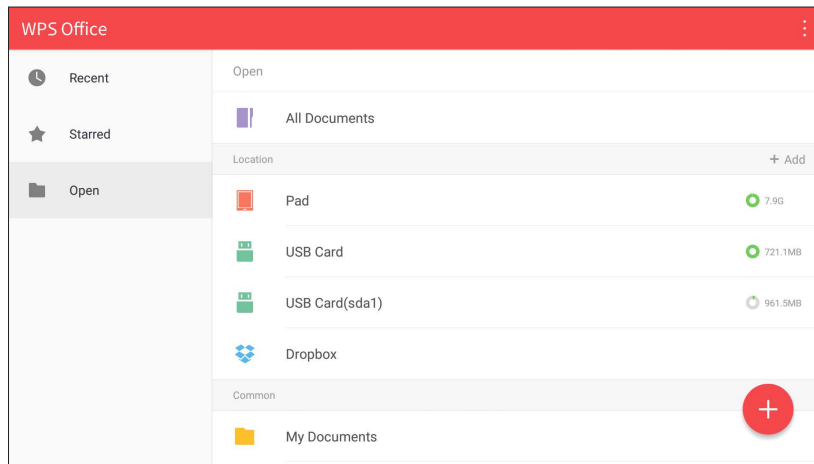 WPS Office
Recent
Starred
Open
Open
All Documents
Location
+ Add
Pad
7.9G
USB Card
721.1MB
USB Card(sda1)
961.5MB
Dropbox
Common
My Documents